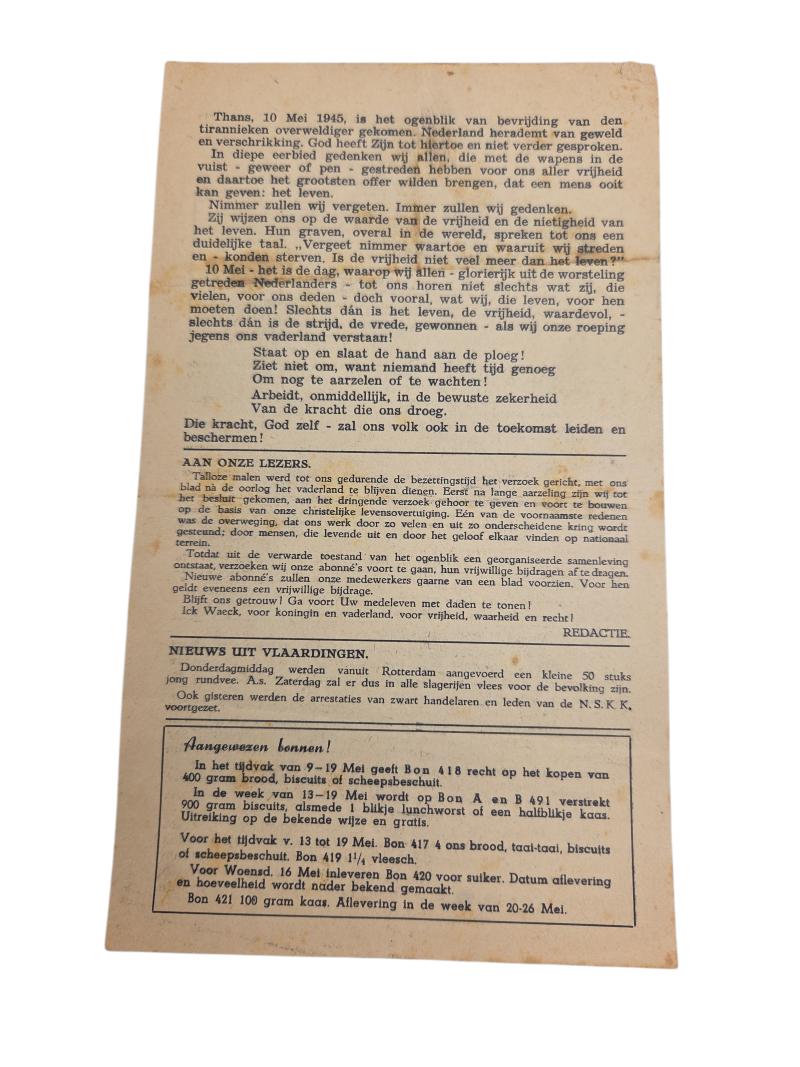 Thans, 10 Mei 1945, is het ogenblik van bevrijding van den
tirannieken overweldiger gekomen. Nederland herademt van geweld
en verschrikking. God heeft Zijn tot hiertoe en niet verder gesproken.
In diepe eerbied gedenken wij allen, die met de wapens in de
vuist - geweer of pen - gestreden hebben voor ons aller vrijheid
en daartoe het grootsten offer wilden brengen, dat een mens ooit
kan geven: het leven.
Nimmer zullen wij vergeten. Immer zullen wij gedenken.
Zij wijzen ons op de waarde van de vrijheid en de nietigheid van
het leven. Hun graven, overal in de wereld, spreken tot ons een
duidelijke taal. „Vergeet nimmer waartoe en waaruit wij streden
en - konden sterven. Is de vrijheid niet veel meer dan het leven?"
10 Mei - het is de dag, waarop wij allen - glorierijk uit de worsteling
getreden Nederlanders - tot ons horen niet slechts wat zij, die
vielen, voor ons deden - doch vooral, wat wij, die leven, voor hen
moeten doen! Slechts dán is het leven, de vrijheid, waardevol, -
slechts dán is de strijd, de vrede, gewonnen - als wij onze roeping
jegens ons vaderland verstaan!
Staat op en slaat de hand aan de ploeg!
Ziet niet om, want niemand heeft tijd genoeg
Om nog te aarzelen of te wachten!
Arbeidt, onmiddellijk, in de bewuste zekerheid
Van de kracht die ons droeg.
Die kracht, God zelf - zal ons volk ook in de toekomst leiden en
beschermen!
AAN ONZE LEZERS.
Talloze malen werd tot ons gedurende de bezettingstijd het verzoek gericht, met ons
blad nà de oorlog het vaderland te blijven dienen. Eerst na lange aarzeling zijn wij tot
het besluit gekomen, aan het dringende verzoek gehoor te geven en voort te bouwen
op de basis van onze christelijke levensovertuiging. Eén van de voornaamste redenen
was de overweging, dat ons werk door zo velen en uit zo onderscheidene kring wordt
gesteund; door mensen, die levende uit en door het geloof elkaar vinden op nationaal
terrein.
Totdat uit de verwarde toestand van het ogenblik een georganiseerde samenleving
ontstaat, verzoeken wij onze abonné's voort te gaan, hun vrijwillige bijdragen af te dragen.
Nieuwe abonné's zullen onze medewerkers gaarne van een blad voorzien. Voor hen
geldt eveneens een vrijwillige bijdrage.
Blijft ons getrouw! Ga voort Uw medeleven met daden te tonen!
Ick Waeck, voor koningin en vaderland, voor vrijheid, waarheid en recht!
REDACTIE.
NIEUWS UIT VLAARDINGEN.
Donderdagmiddag werden vanuit Rotterdam aangevoerd een kleine 50 stuks
jong rundvee. A.s. Zaterdag zal er dus in alle slagerijen vlees voor de bevolking zijn.
Ook gisteren werden de arrestaties van zwart handelaren en leden van de N.S.K.K.
voortgezet.
Aangewezen bonnen!
In het tijdvak van 9-19 Mei geeft Bon 418 recht op het kopen van
400 gram brood, biscuits of scheepsbeschuit.
In de week van 13-19 Mei wordt op Bon A en B 491 verstrekt
900 gram biscuits, alsmede 1 blikje lunchworst of een halfblikje kaas.
Uitreiking op de bekende wijze en gratis.
Voor het tijdvak v. 13 tot 19 Mei. Bon 417 4 ons brood, taai-taai, biscuits
of scheepsbeschuit. Bon 419 1¼ vleesch.
Voor Woensd. 16 Mei inleveren Bon 420 voor suiker. Datum aflevering
en hoeveelheid wordt nader bekend gemaakt.
Bon 421 100 gram kaas. Aflevering in de week van 20-26 Mei.